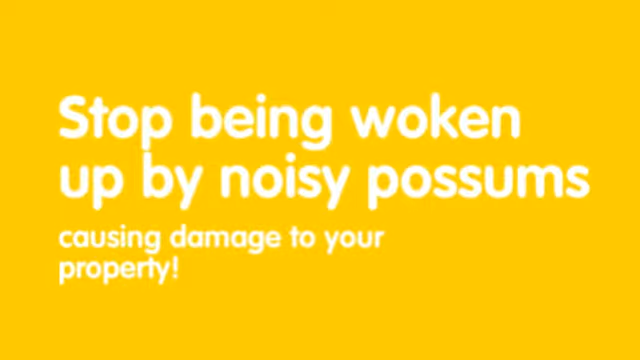 Stop being woken
up by noisy possums
causing damage to your
property!